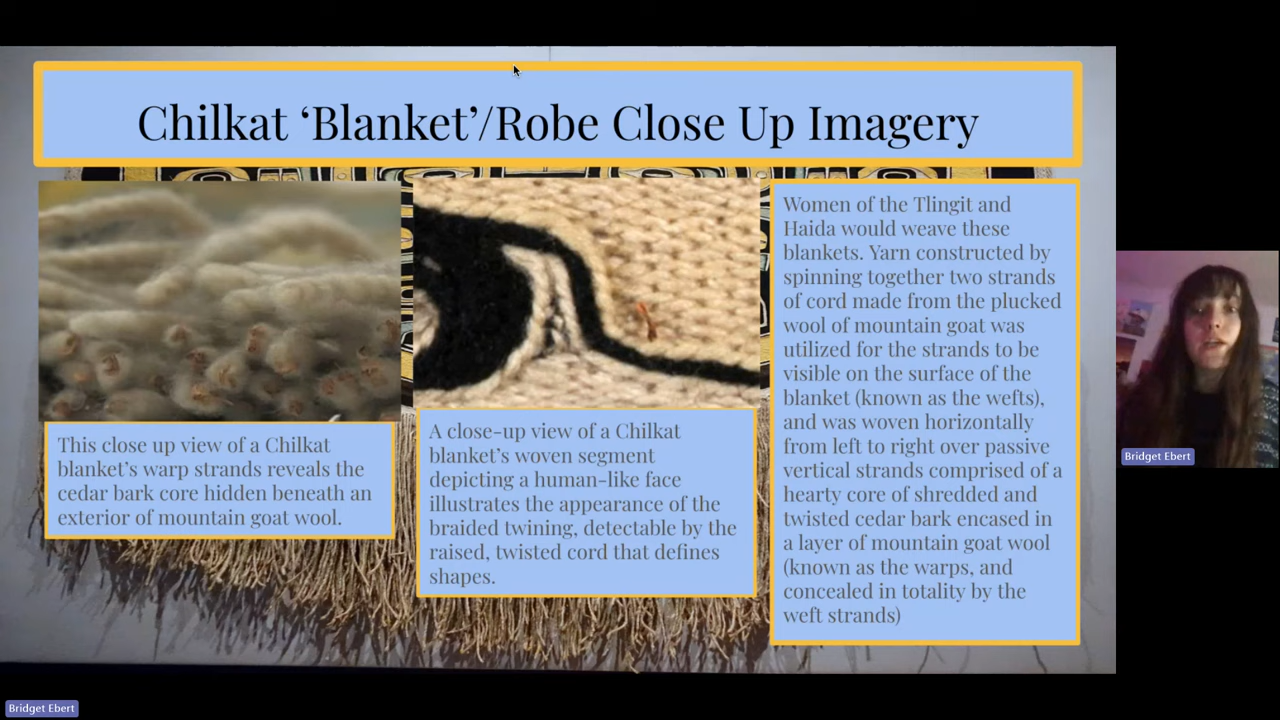 Chilkat ‘Blanket’/Robe Close Up Imagery
This close up view of a Chilkat
blanket’s warp strands reveals the
cedar bark core hidden beneath an
exterior of mountain goat wool.
A close-up view of a Chilkat
blanket’s woven segment
depicting a human-like face
illustrates the appearance of the
braided twining, detectable by the
raised, twisted cord that defines
shapes.
Women of the Tlingit and
Haida would weave these
blankets. Yarn constructed by
spinning together two strands
of cord made from the plucked
wool of mountain goat was
utilized for the strands to be
visible on the surface of the
blanket (known as the wefts),
and was woven horizontally
from left to right over passive
vertical strands comprised of a
hearty core of shredded and
twisted cedar bark encased in
a layer of mountain goat wool
(known as the warps, and
concealed in totality by the
weft strands)
Bridget Ebert
Bridget Ebert